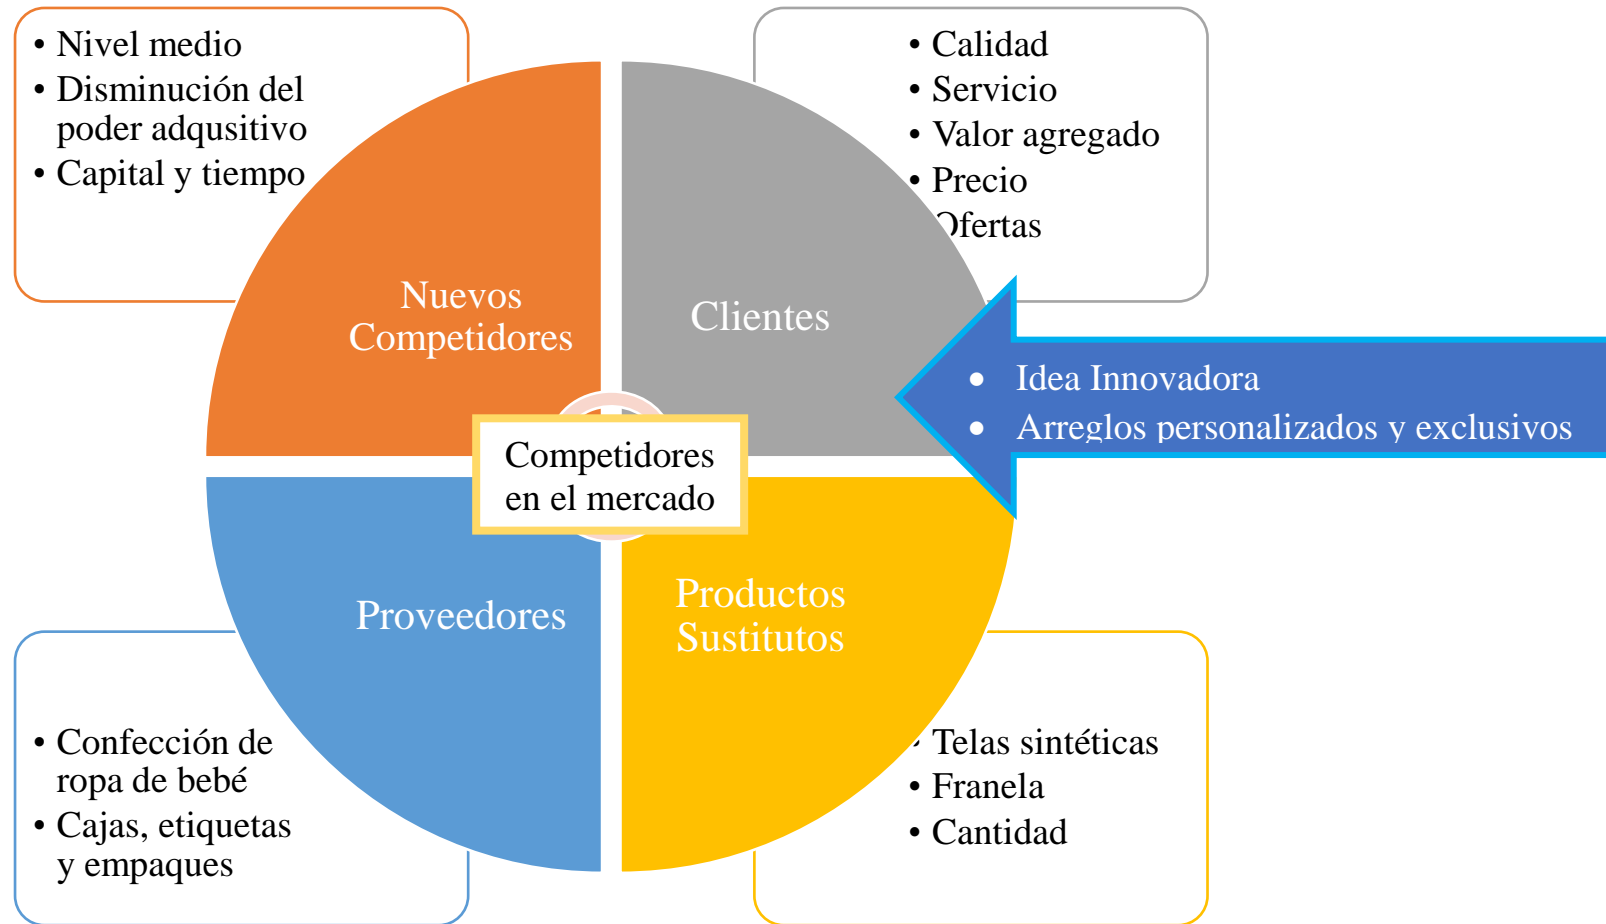 • Nivel medio
• Disminución del
poder adqusitivo
• Capital y tiempo
• Calidad
• Servicio
• Valor agregado
• Precio
Ofertas
Nuevos
Competidores
Clientes
• Idea Innovadora
• Arreglos personalizados y exclusivos
Competidores
en el mercado
Proveedores
Productos
Sustitutos
• Confección de
ropa de bebé
• Cajas, etiquetas
y empaques
• Telas sintéticas
• Franela
• Cantidad